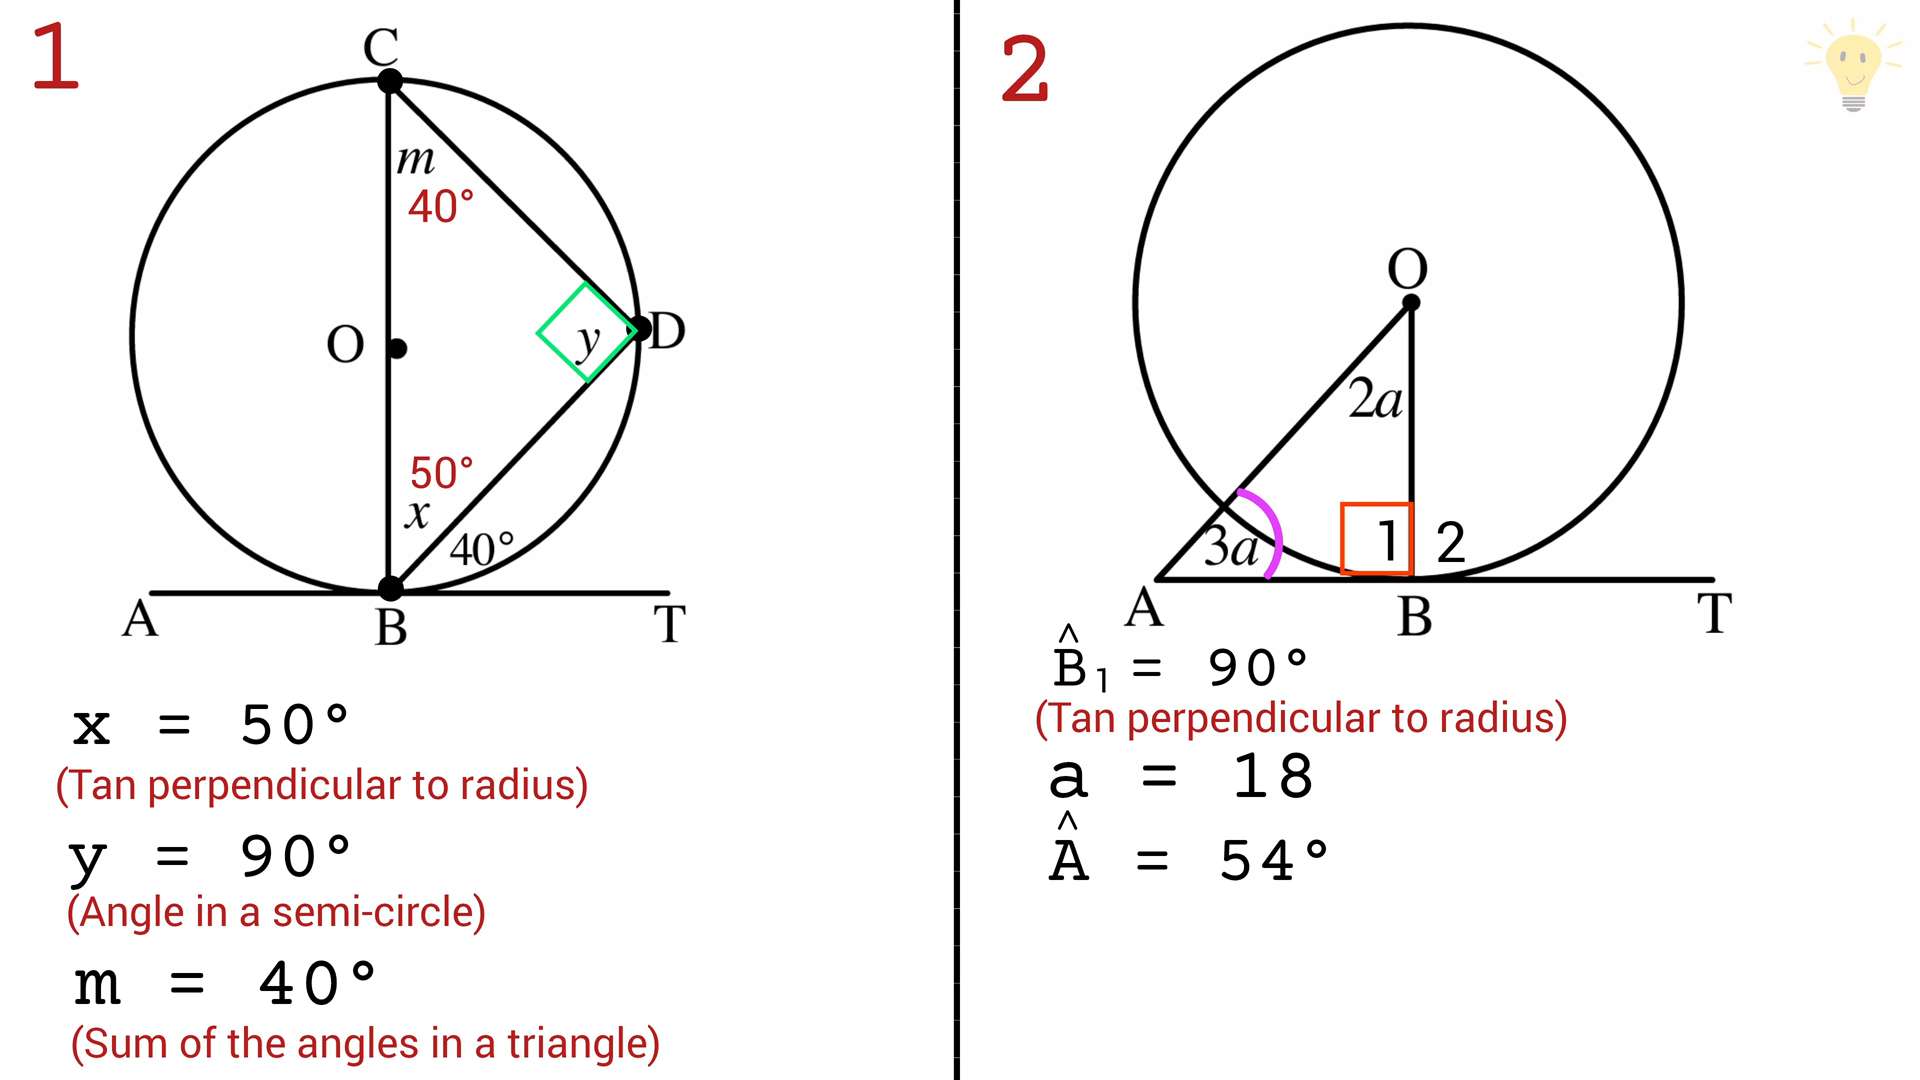 1
C
m
40°
O
y
D
50°
x
40°
A
B
T
x = 50°
(Tan perpendicular to radius)
y = 90°
(Angle in a semi-circle)
m = 40°
(Sum of the angles in a triangle)
2
O
2a
3a
1
2
A
B
T
B̂₁ = 90°
(Tan perpendicular to radius)
a = 18
Â = 54°